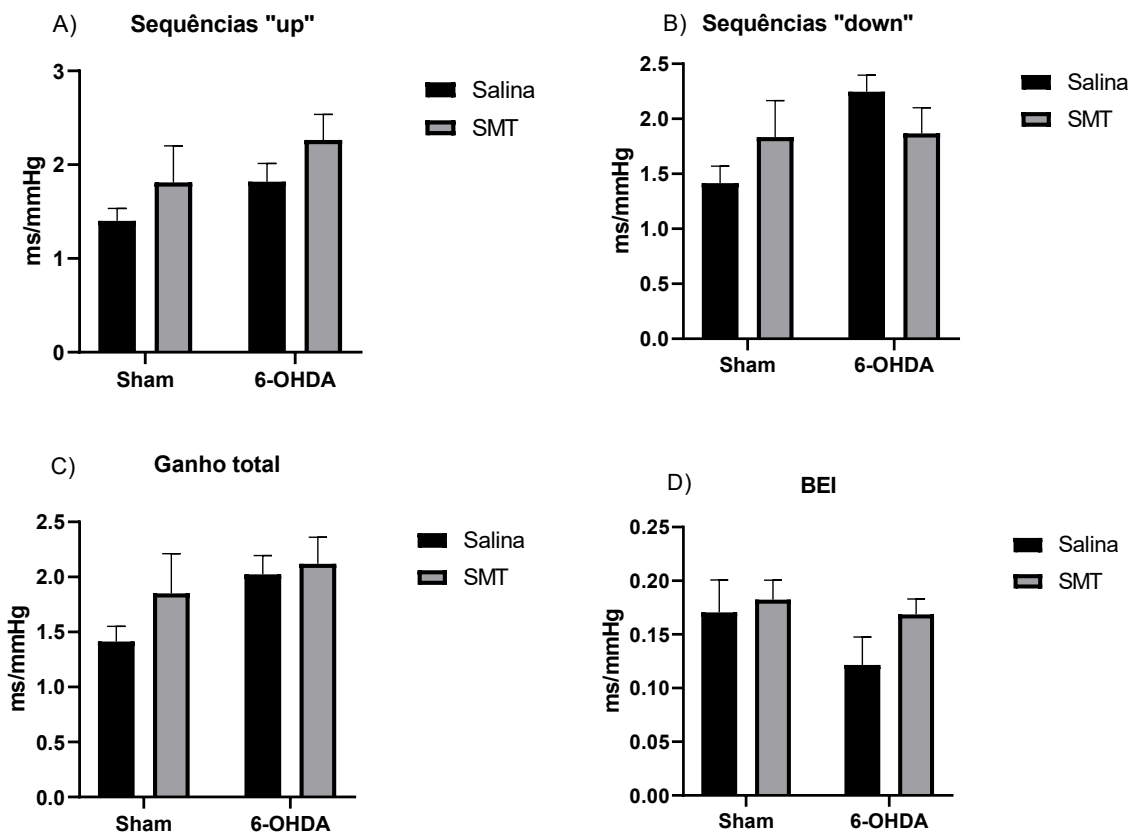 A) Sequências "up"
3
2
1
0
ms/mmHg
Salina
SMT
Sham 6-OHDA
B) Sequências "down"
2.5
2.0
1.5
1.0
0.5
0.0
ms/mmHg
Salina
SMT
Sham 6-OHDA
C) Ganho total
2.5
2.0
1.5
1.0
0.5
0.0
ms/mmHg
Salina
SMT
Sham 6-OHDA
D) BEI
0.25
0.20
0.15
0.10
0.05
0.00
ms/mmHg
Salina
SMT
Sham 6-OHDA